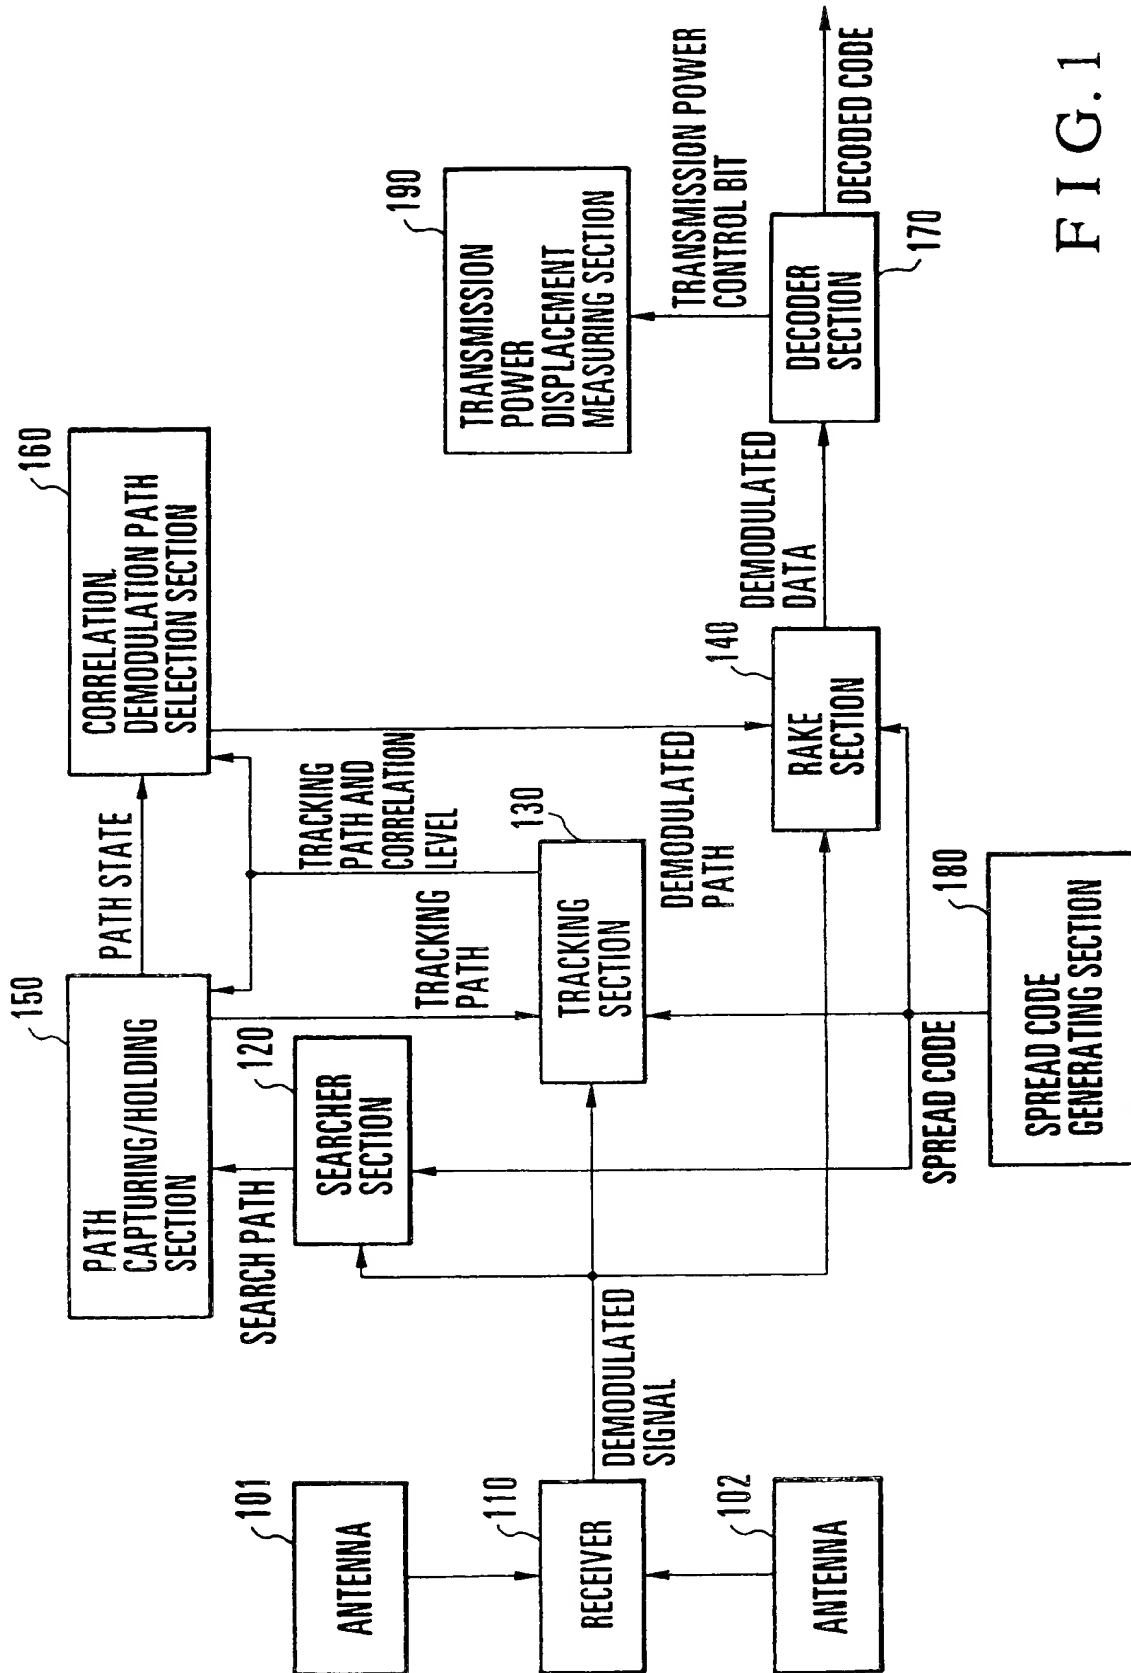 101
ANTENNA
110
RECEIVER
102
ANTENNA
DEMODULATED
SIGNAL
150
PATH
CAPTURING/HOLDING
SECTION
SEARCH PATH
120
SEARCHER
SECTION
PATH STATE
TRACKING
PATH
TRACKING
PATH AND
CORRELATION
LEVEL
130
TRACKING
SECTION
160
CORRELATION.
DEMODULATION PATH
SELECTION SECTION
DEMODULATED
PATH
SPREAD CODE
180
SPREAD CODE
GENERATING SECTION
140
RAKE
SECTION
DEMODULATED
DATA
190
TRANSMISSION
POWER
DISPLACEMENT
MEASURING SECTION
TRANSMISSION POWER
CONTROL BIT
DECODER
SECTION
170
DECODED CODE
FIG. 1